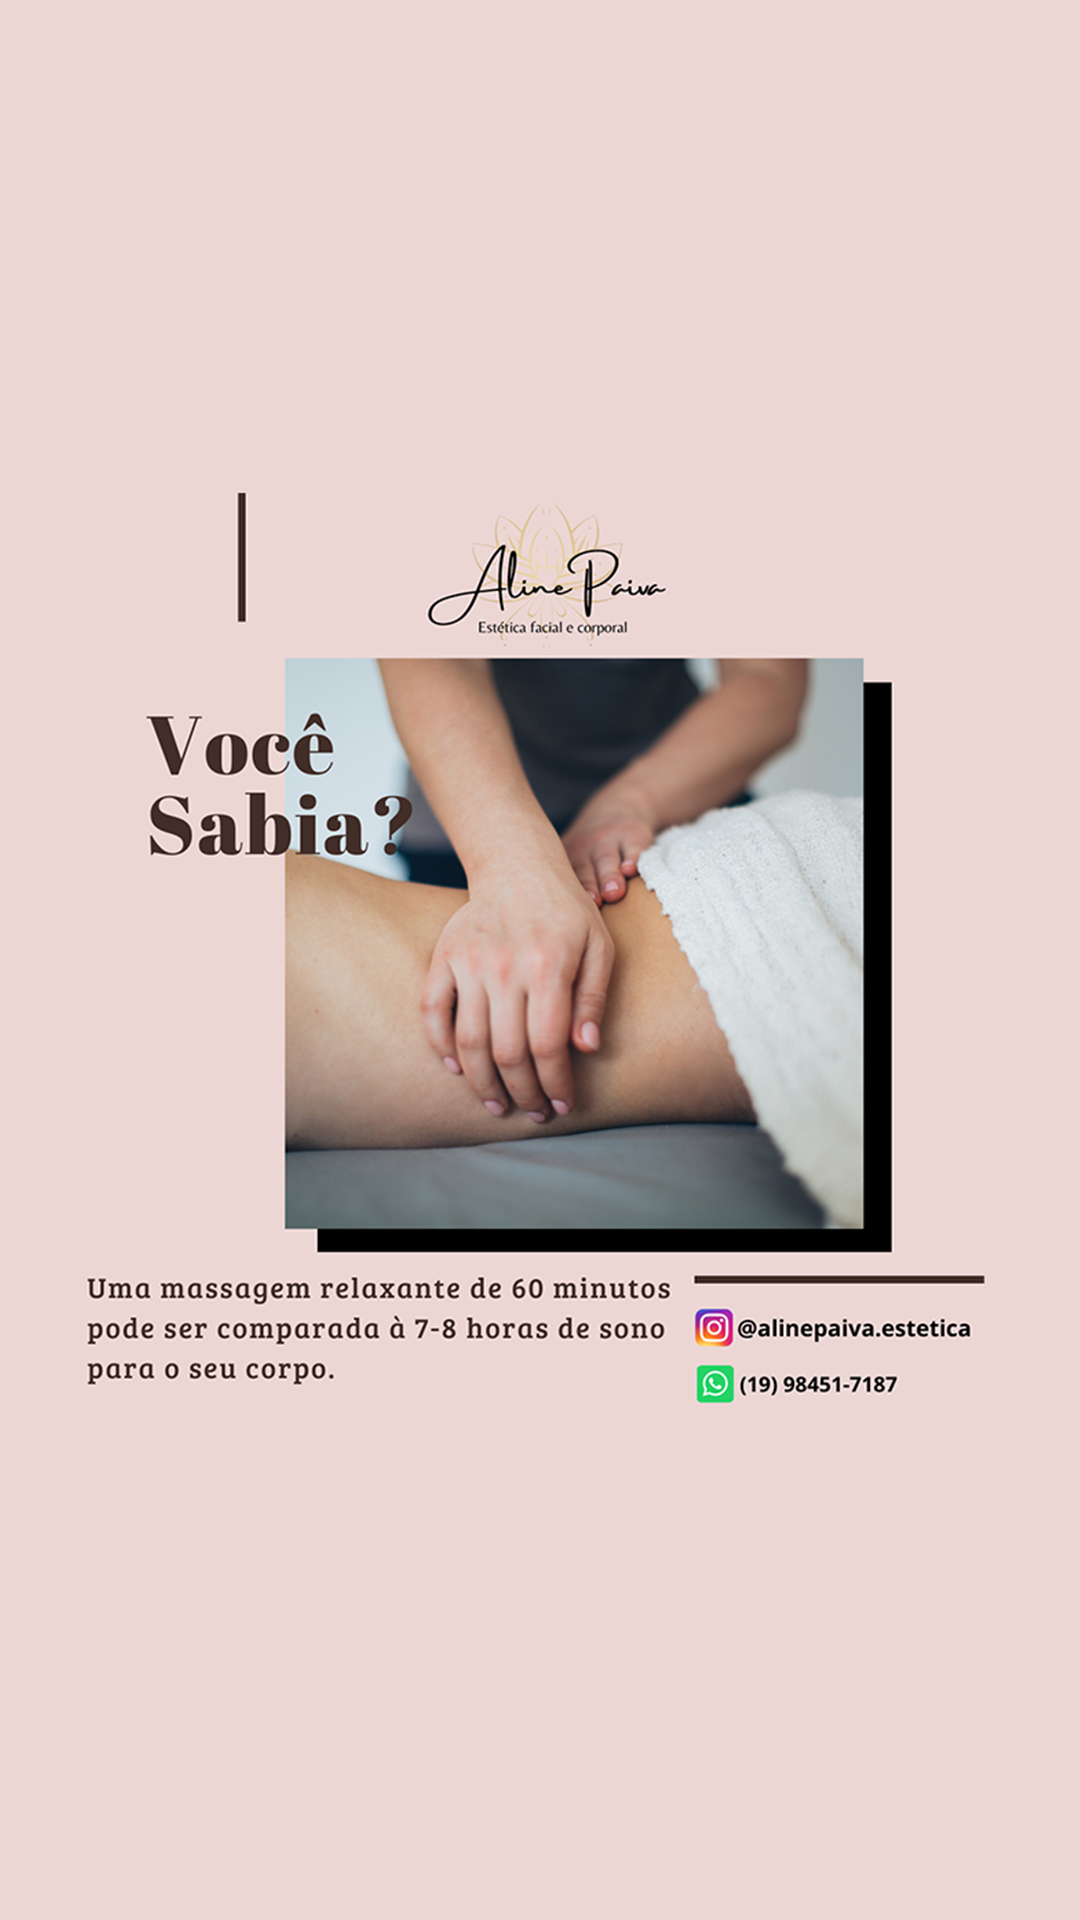 Aline Paiva
Estética facial e corporal
Você
Sabia?
Uma massagem relaxante de 60 minutos
pode ser comparada à 7-8 horas de sono
para o seu corpo.
@alinepaiva.estetica
(19) 98451-7187